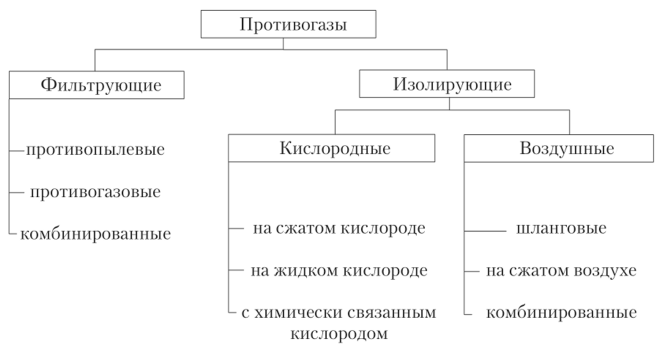 Противогазы
Фильтрующие
Изолирующие
противопылевые
противогазовые
комбинированные
Кислородные
на сжатом кислороде
на жидком кислороде
с химически связанным
кислородом
Воздушные
шланговые
на сжатом воздухе
комбинированные